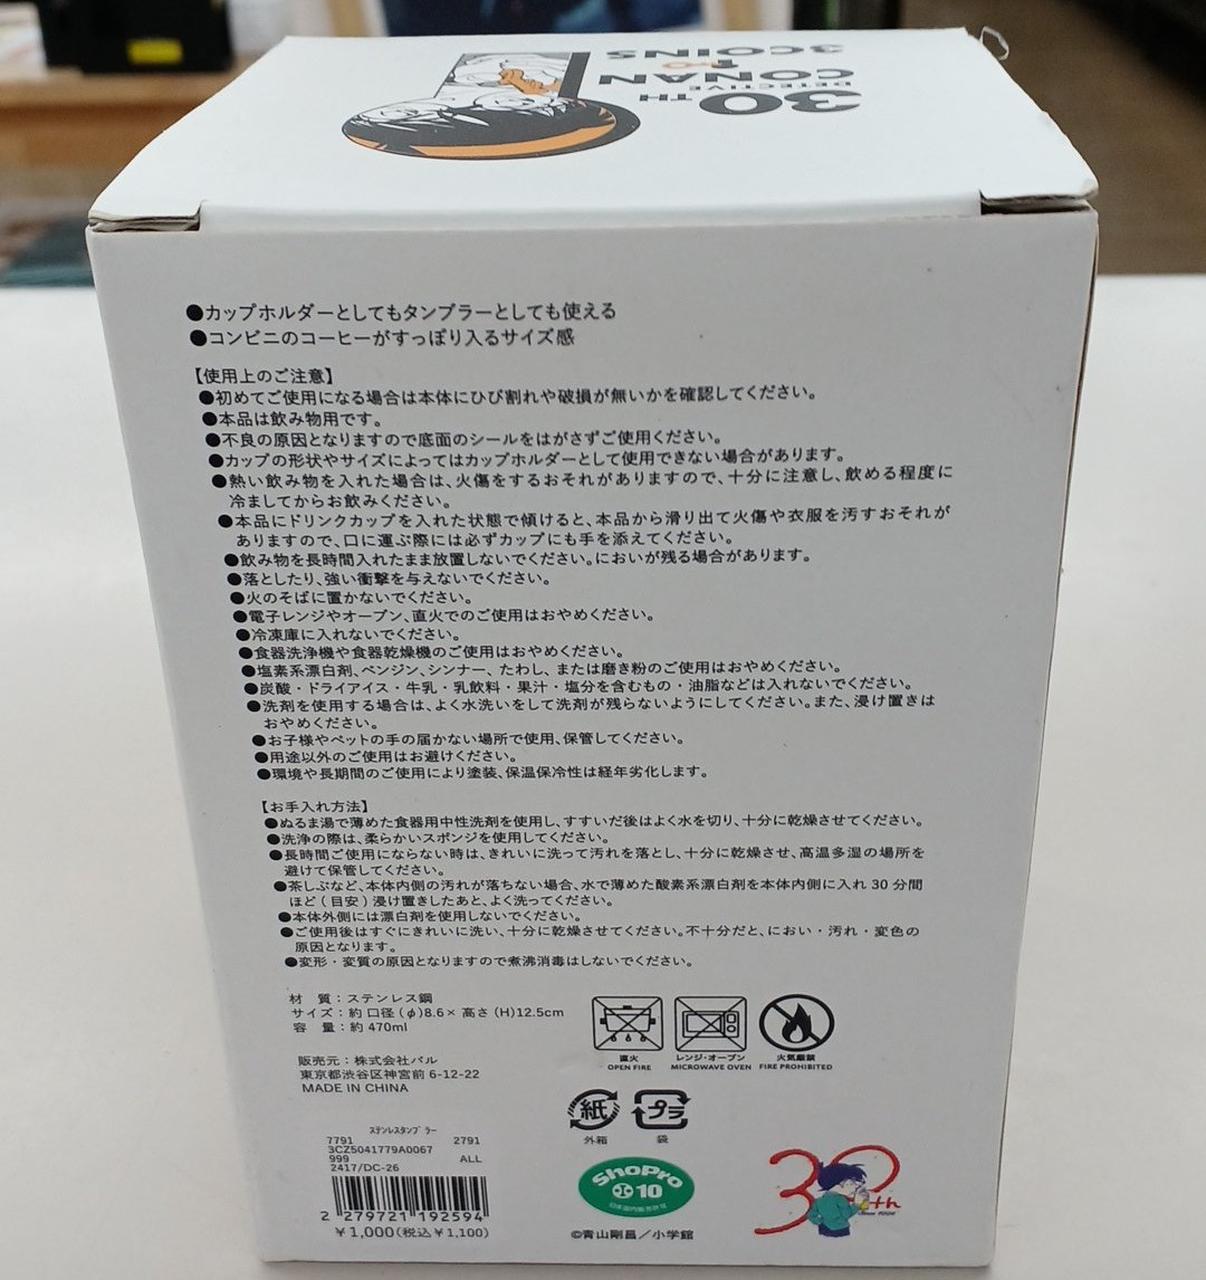 3COINS
DETECTIVE
CONAN
30TH
●カップホルダーとしてもタンブラーとしても使える
●コンビニのコーヒーがすっぽり入るサイズ感
【使用上のご注意】
●初めてご使用になる場合は本体にひび割れや破損が無いかを確認してください。
●本品は飲み物用です。
●不良の原因となりますので底面のシールをはがさずご使用ください。
●カップの形状やサイズによってはカップホルダーとして使用できない場合があります。
●熱い飲み物を入れた場合は、火傷をするおそれがありますので、十分に注意し、飲める程度に
冷ましてからお飲みください。
●本品にドリンクカップを入れた状態で傾けると、本品から滑り出て火傷や衣服を汚すおそれが
ありますので、口に運ぶ際には必ずカップにも手を添えてください。
●飲み物を長時間入れたまま放置しないでください。においが残る場合があります。
●落としたり、強い衝撃を与えないでください。
●火のそばに置かないでください。
●電子レンジやオーブン、直火でのご使用はおやめください。
●冷凍庫に入れないでください。
●食器洗浄機や食器乾燥機のご使用はおやめください。
●塩素系漂白剤、ベンジン、シンナー、たわし、または磨き粉のご使用はおやめください。
●炭酸・ドライアイス・牛乳・乳飲料・果汁・塩分を含むもの・油脂などは入れないでください。
●洗剤を使用する場合は、よく水洗いをして洗剤が残らないようにしてください。また、浸け置きは
おやめください。
●お子様やペットの手の届かない場所で使用、保管してください。
●用途以外のご使用はお避けください。
●環境や長期間のご使用により塗装、保温保冷性は経年劣化します。
【お手入れ方法】
●ぬるま湯で薄めた食器用中性洗剤を使用し、すすいだ後はよく水を切り、十分に乾燥させてください。
●洗浄の際は、柔らかいスポンジを使用してください。
●長時間ご使用にならない時は、きれいに洗って汚れを落とし、十分に乾燥させ、高温多湿の場所を
避けて保管してください。
●茶しぶなど、本体内側の汚れが落ちない場合、水で薄めた酸素系漂白剤を本体内側に入れ30分間
ほど(目安)浸け置きしたあと、よく洗ってください。
●本体外側には漂白剤を使用しないでください。
●ご使用後はすぐにきれいに洗い、十分に乾燥させてください。不十分だと、におい・汚れ・変色の
原因となります。
●変形・変質の原因となりますので煮沸消毒はしないでください。
材　質：ステンレス鋼
サイズ：約 口径(φ)8.6× 高さ(H)12.5cm
容　量：約 470ml
直火 レンジ・オーブン 火気厳禁
OPEN FIRE MICROWAVE OVEN FIRE PROHIBITED
販売元：株式会社パル
東京都渋谷区神宮前 6-12-22
MADE IN CHINA
紙 プラ
外箱 袋
ステンレスタンブラー
7791 2791
3CZ5041779A0067
999 ALL
2417/DC-26
2 279721 192594
¥1,000(税込¥1,100)
ShoPro
10
日本国内販売許可
©青山剛昌／小学館
30th